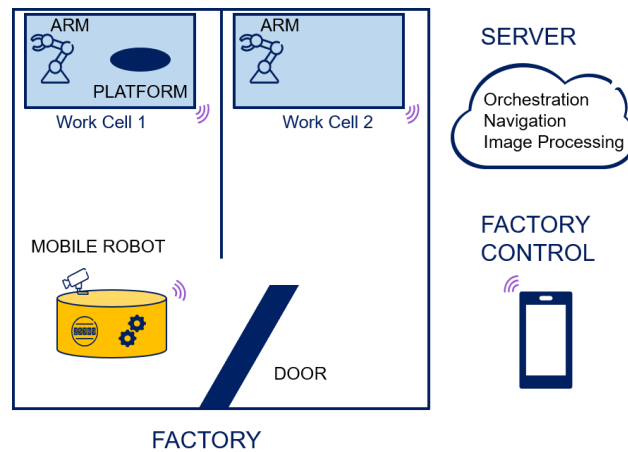 ARM
PLATFORM
Work Cell 1
ARM
Work Cell 2
SERVER
Orchestration
Navigation
Image Processing
MOBILE ROBOT
FACTORY
CONTROL
DOOR
FACTORY